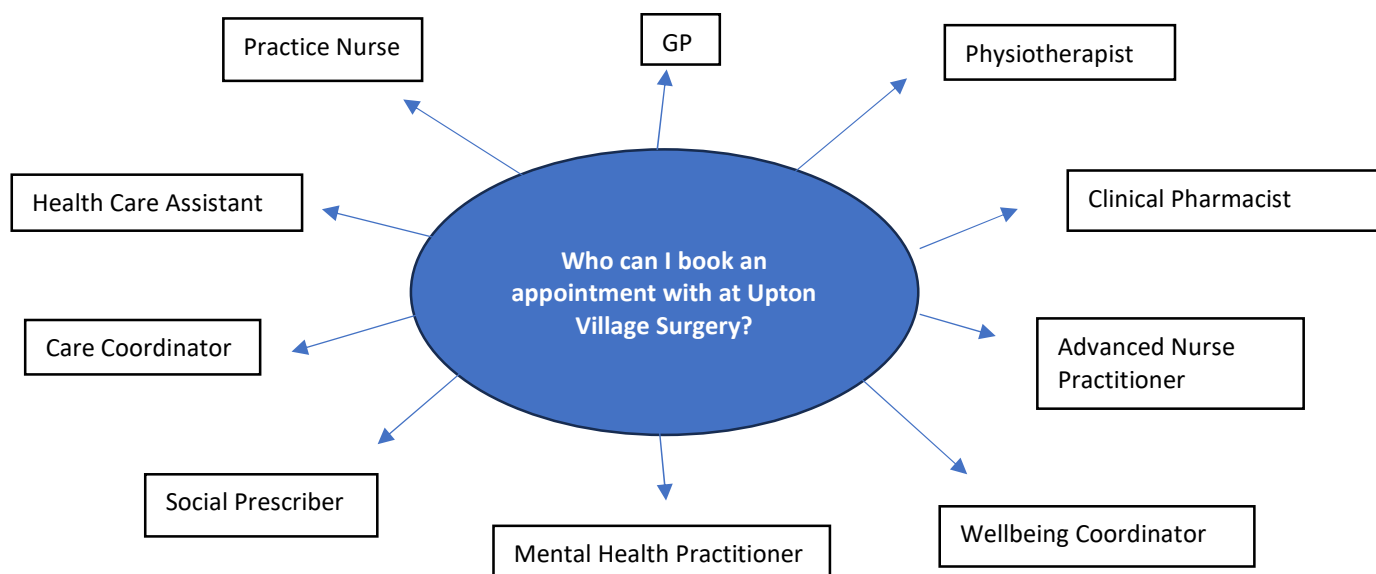 GP
Practice Nurse
Physiotherapist
Health Care Assistant
Clinical Pharmacist
Who can I book an
appointment with at Upton
Village Surgery?
Care Coordinator
Advanced Nurse
Practitioner
Social Prescriber
Wellbeing Coordinator
Mental Health Practitioner